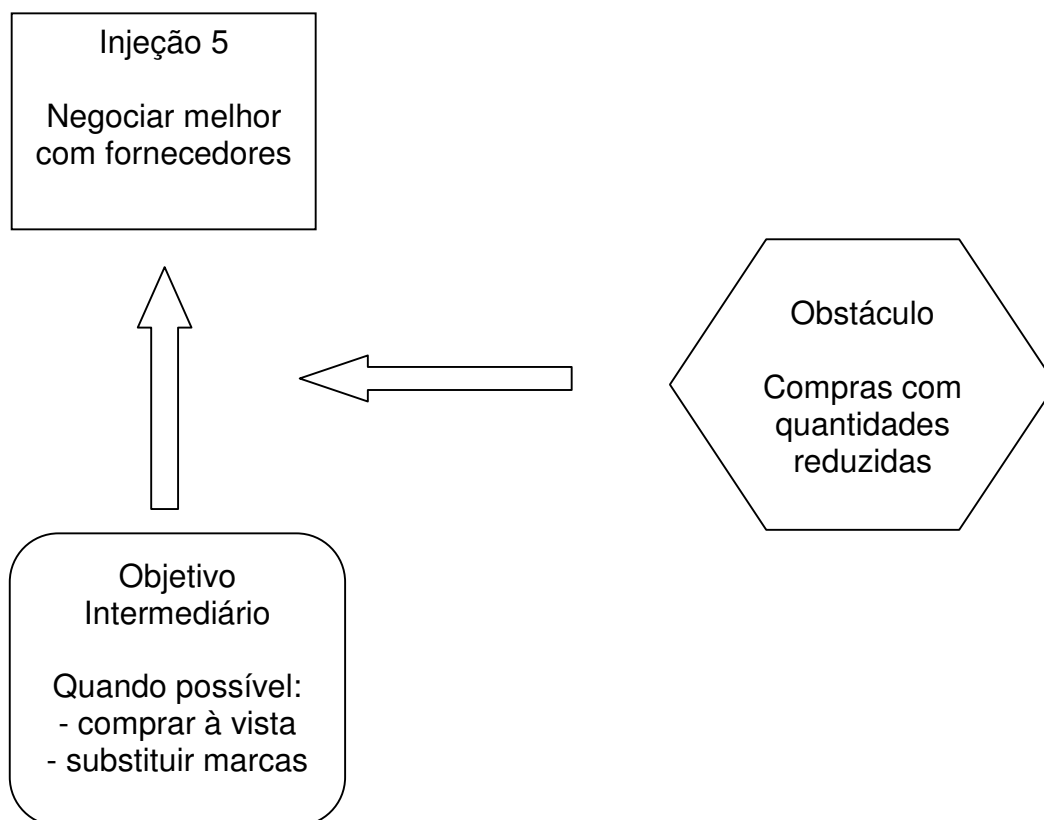 Injeção 5
Negociar melhor
com fornecedores
Obstáculo
Compras com
quantidades
reduzidas
Objetivo
Intermediário
Quando possível:
- comprar à vista
- substituir marcas